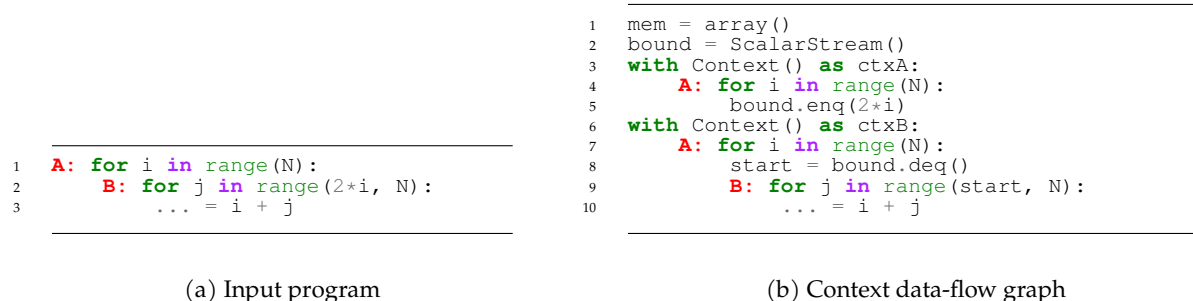 1 A: for i in range(N):
2     B: for j in range(2*i, N):
3         ... = i + j
(a) Input program
1 mem = array()
2 bound = ScalarStream()
3 with Context() as ctxA:
4     A: for i in range(N):
5         bound.enq(2*i)
6 with Context() as ctxB:
7     A: for i in range(N):
8         start = bound.deq()
9         B: for j in range(start, N):
10             ... = i + j
(b) Context data-flow graph